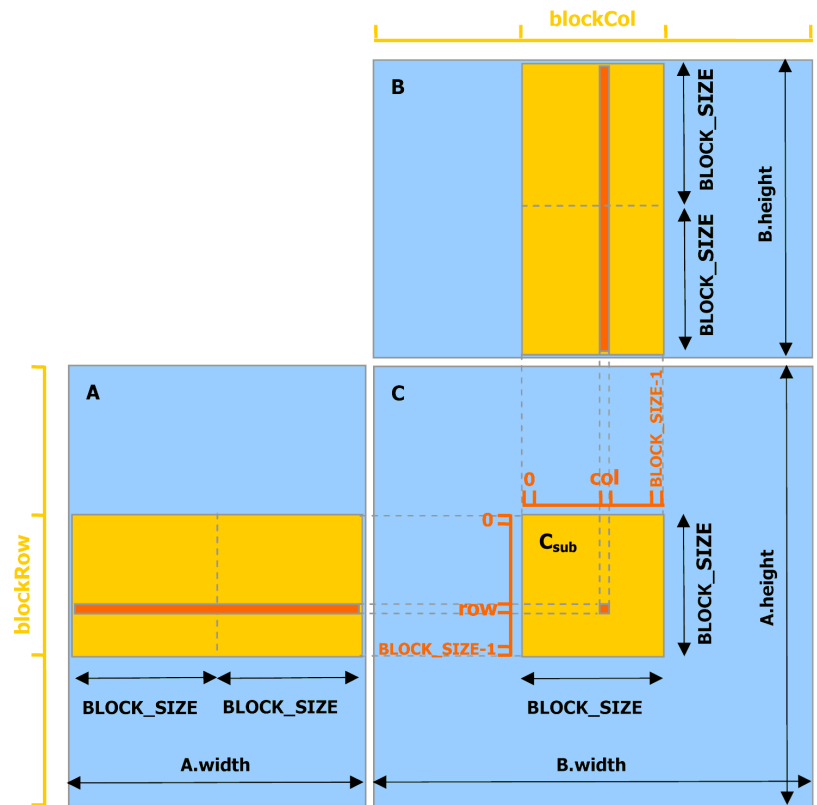 blockCol
B
BLOCK_SIZE
BLOCK_SIZE
B.height
A
C
BLOCK_SIZE-1
0
col
blockRow
0
C_sub
BLOCK_SIZE
A.height
row
BLOCK_SIZE-1
BLOCK_SIZE
BLOCK_SIZE
BLOCK_SIZE
A.width
B.width